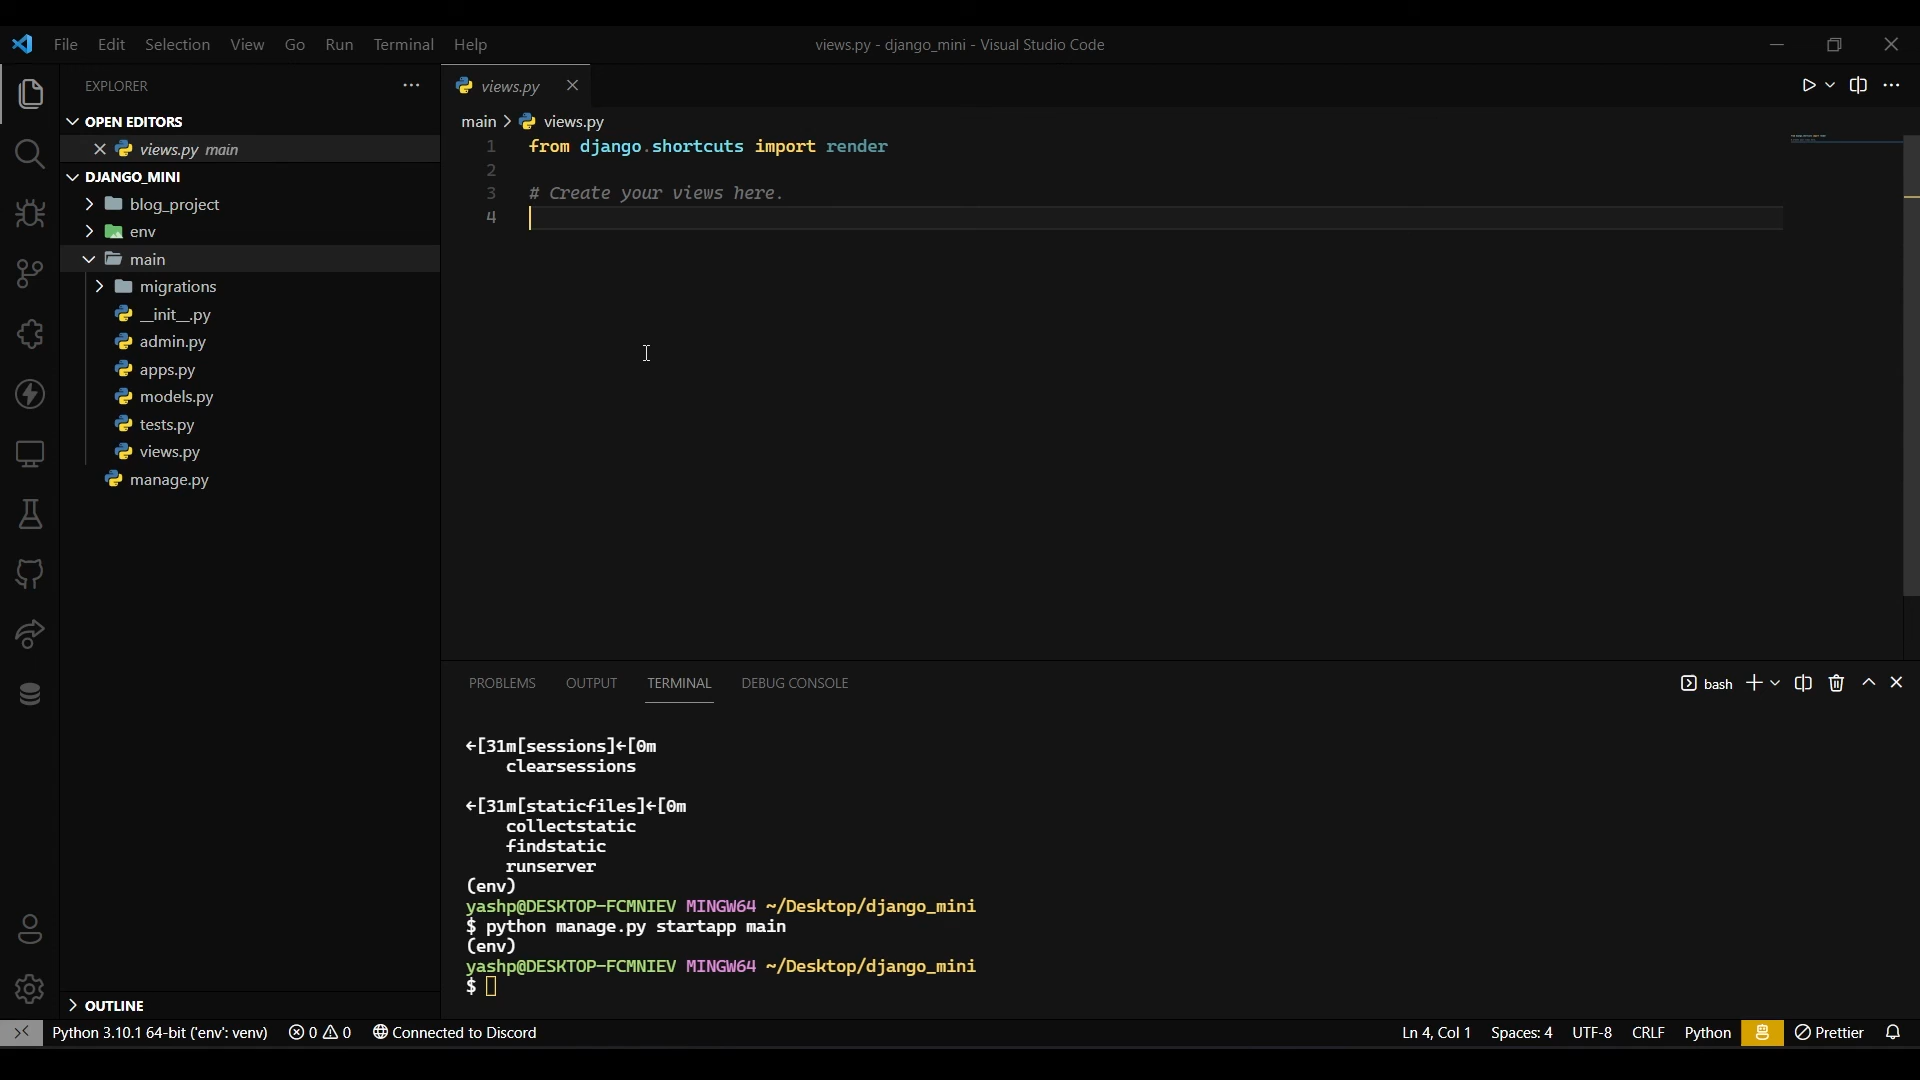 File Edit Selection View Go Run Terminal Help views.py - django_mini - Visual Studio Code
EXPLORER
OPEN EDITORS
views.py main
DJANGO_MINI
blog_project
env
main
migrations
__init__.py
admin.py
apps.py
models.py
tests.py
views.py
manage.py
OUTLINE
views.py
main > views.py
1 from django.shortcuts import render
2
3 # Create your views here.
4
PROBLEMS OUTPUT TERMINAL DEBUG CONSOLE bash
←[31m[sessions]←[0m
clearsessions
←[31m[staticfiles]←[0m
collectstatic
findstatic
runserver
(env)
yashp@DESKTOP-FCMNIEV MINGW64 ~/Desktop/django_mini
$ python manage.py startapp main
(env)
yashp@DESKTOP-FCMNIEV MINGW64 ~/Desktop/django_mini
$
Python 3.10.1 64-bit ('env': venv) 0 0 Connected to Discord Ln 4, Col 1 Spaces: 4 UTF-8 CRLF Python Prettier